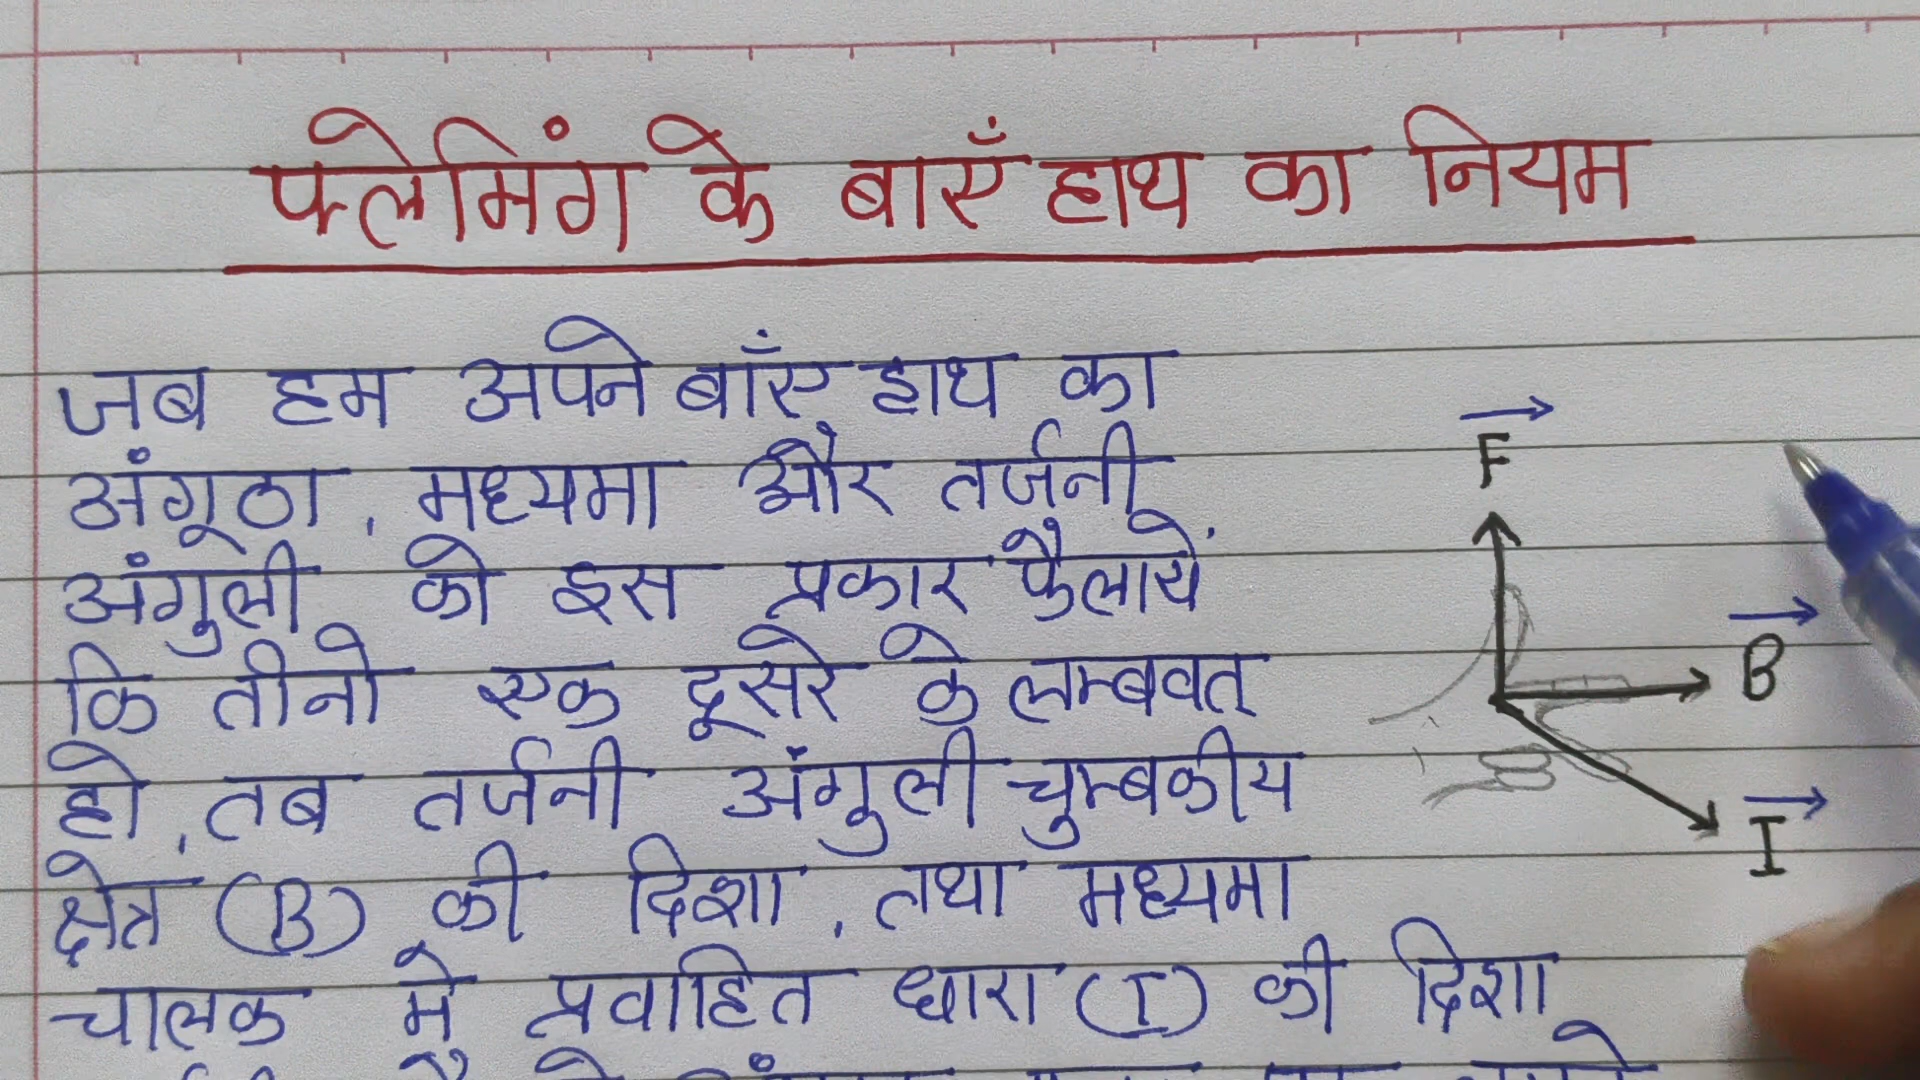 फ्लेमिंग के बाएँ हाथ का नियम
जब हम अपने बाँए हाथ का
अंगूठा, मध्यमा और तर्जनी
अंगुली को इस प्रकार फैलायें
कि तीनो एक दूसरे के लम्बवत्
हो, तब तर्जनी अंगुली चुम्बकीय
क्षेत्र (B) की दिशा, तथा मध्यमा
चालक में प्रवाहित धारा (I) की दिशा
F
B
I